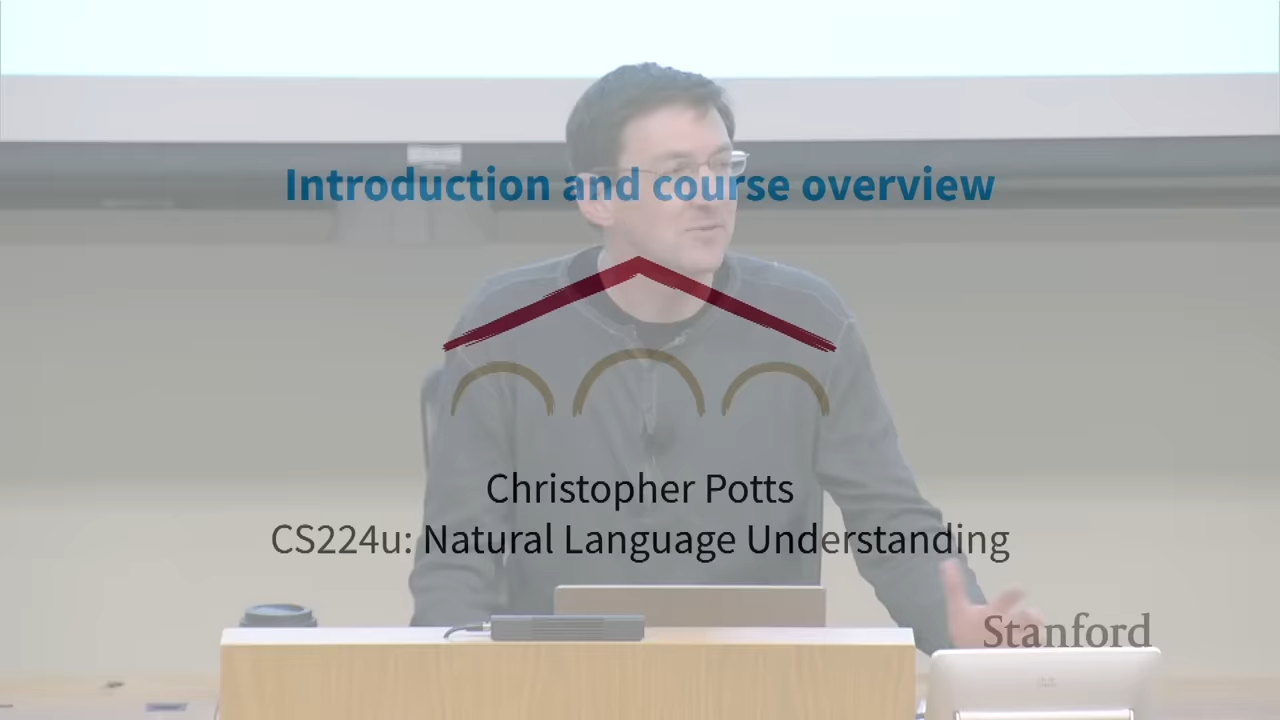 Introduction and course overview
Christopher Potts
CS224u: Natural Language Understanding
Stanford